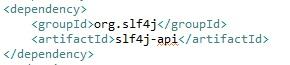 <dependency>
<groupId>org.slf4j</groupId>
<artifactId>slf4j-api</artifactId>
</dependency>